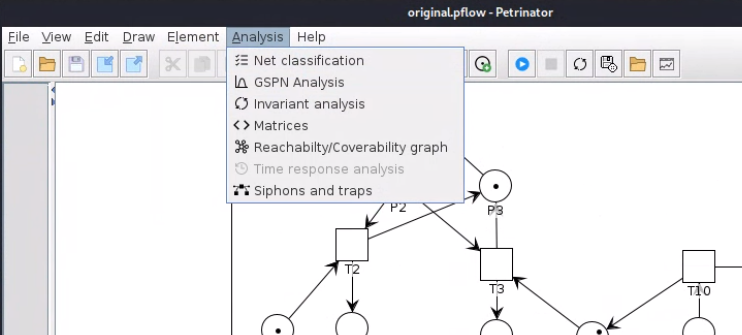 original.pflow - Petrinator
File View Edit Draw Element Analysis Help
Net classification
GSPN Analysis
Invariant analysis
Matrices
Reachabilty/Coverability graph
Time response analysis
Siphons and traps
P2
P3
T2
T3
T10